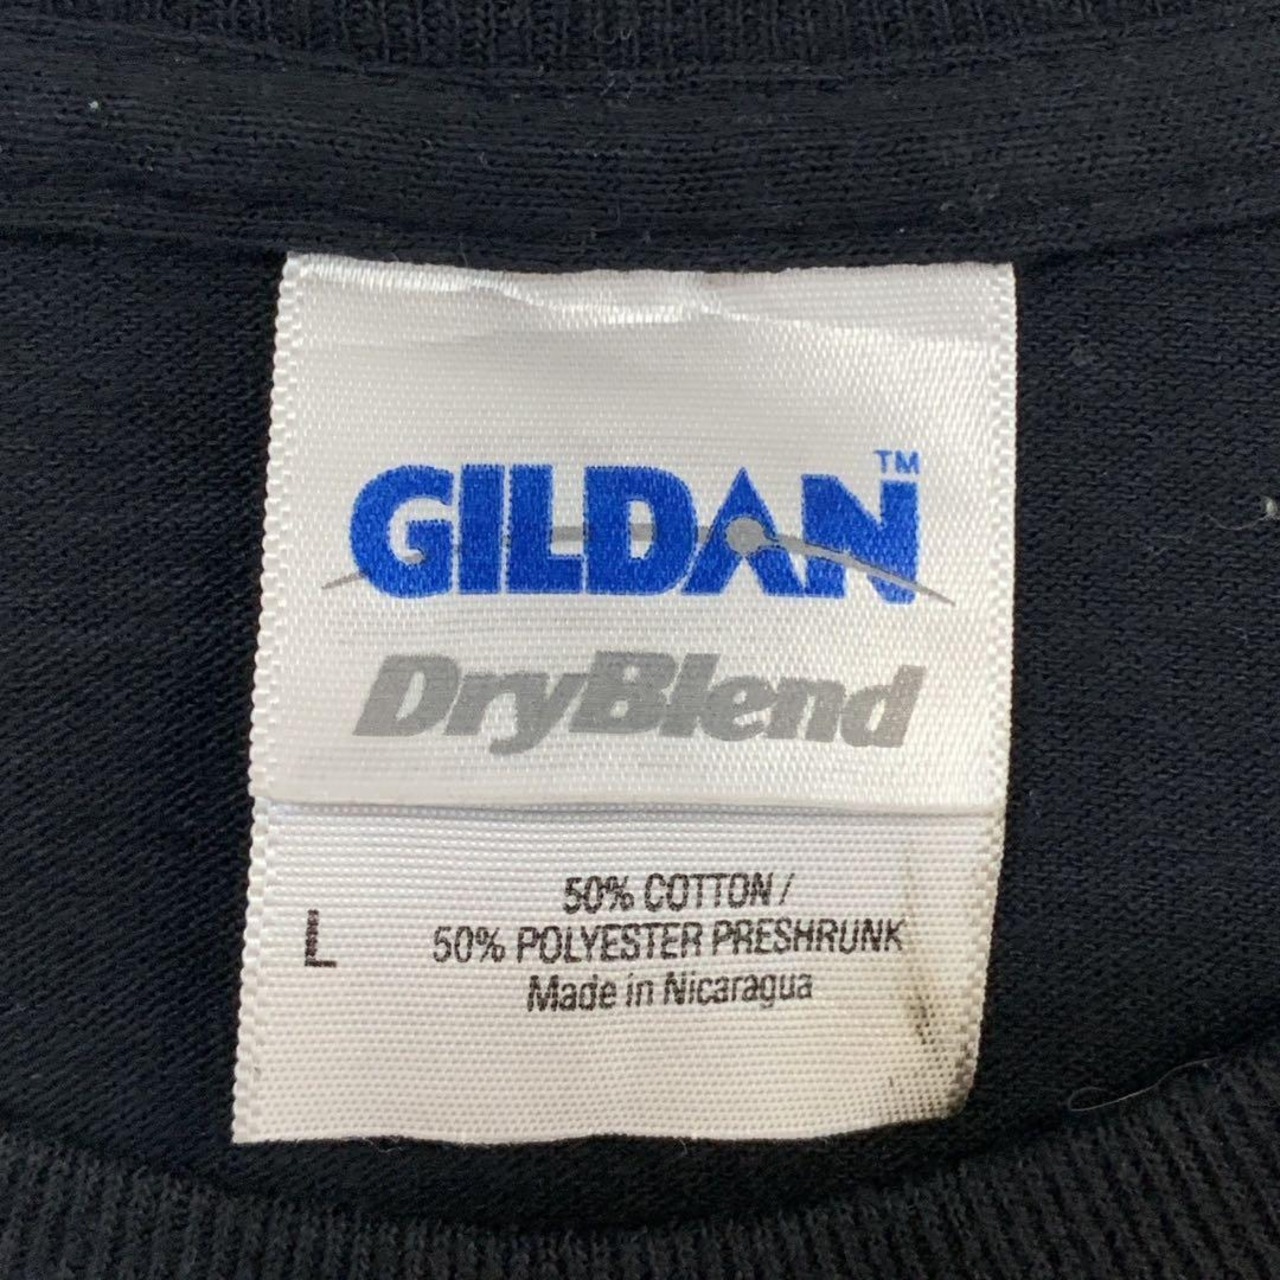 GILDAN™
DryBlend
50% COTTON /
L
50% POLYESTER PRESHRUNK
Made in Nicaragua